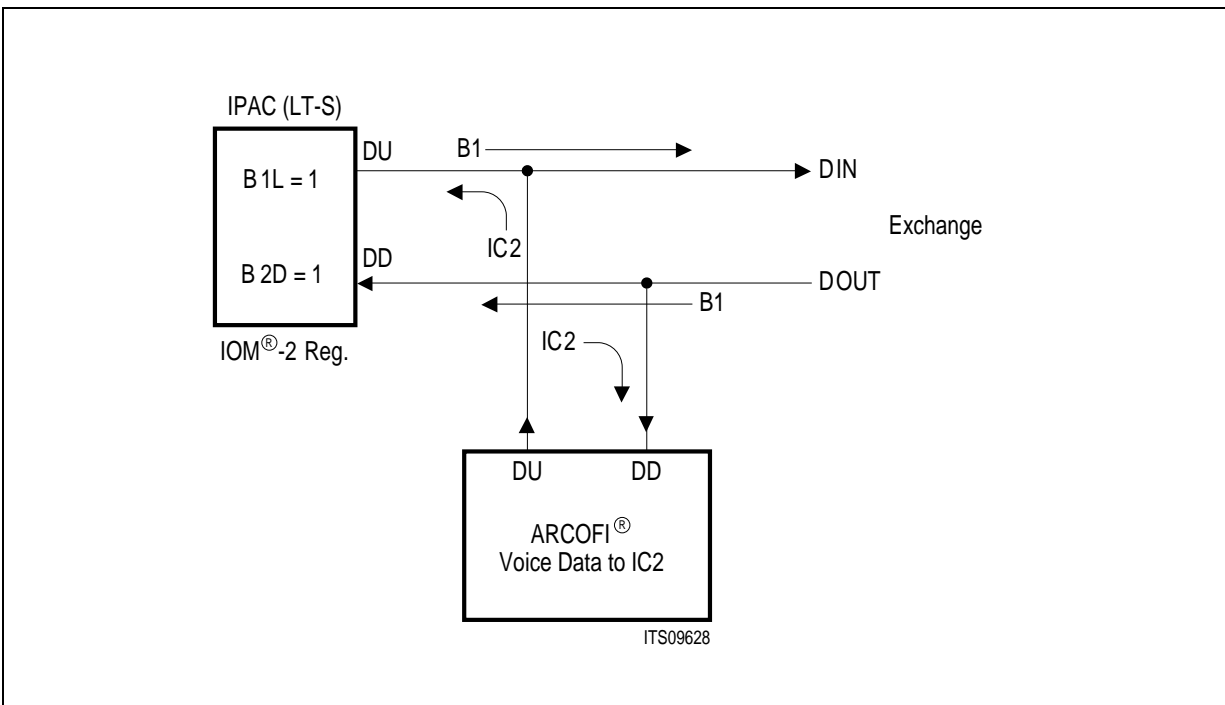 IPAC (LT-S)
DU
B1
B1L = 1
DIN
IC2
Exchange
DD
B2D = 1
DOUT
B1
IOM®-2 Reg.
IC2
DU DD
ARCOFI®
Voice Data to IC2
ITS09628